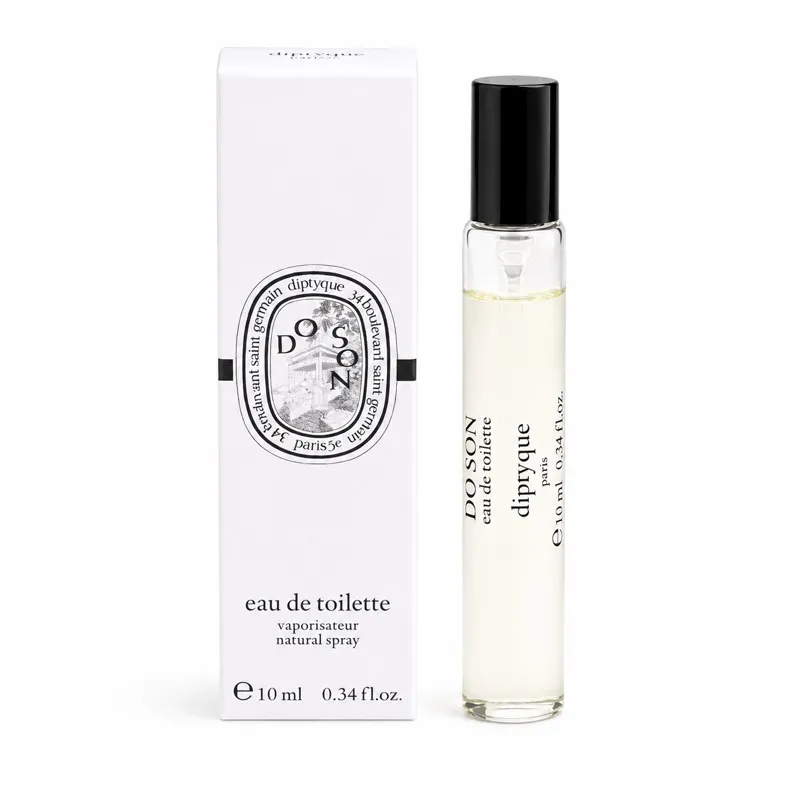 diptyque
34 boulevard saint germain diptyque 34 boulevard saint germain
paris 5e
DO SON
eau de toilette
vaporisateur
natural spray
℮ 10 ml 0.34 fl.oz.
DO SON
eau de toilette
dipryque
paris
℮ 10 ml 0.34 fl.oz.